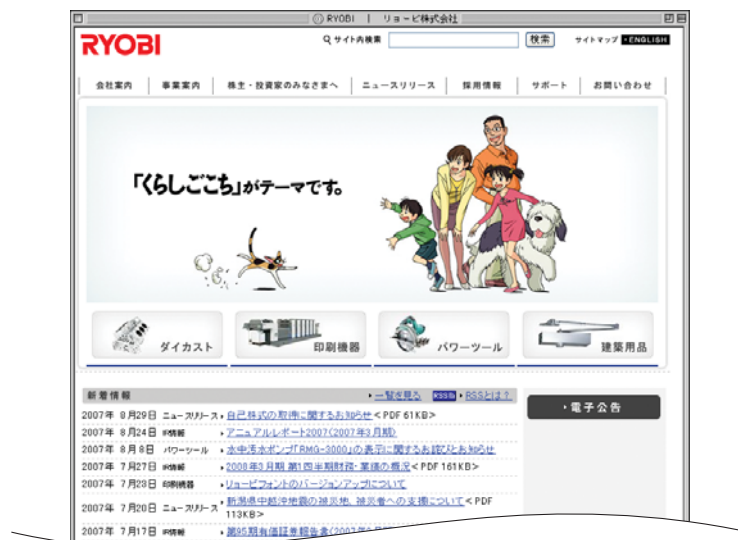 RYOBI | リョービ株式会社
RYOBI
サイト内検索
検索
サイトマップ
ENGLISH
会社案内
事業案内
株主・投資家のみなさまへ
ニュースリリース
採用情報
サポート
お問い合わせ
「くらしごこち」がテーマです。
ダイカスト
印刷機器
パワーツール
建築用品
新着情報
一覧を見る
RSS
RSSとは?
電子公告
2007年 8月29日 ニュースリリース 自己株式の取得に関するお知らせ<PDF 61KB>
2007年 8月24日 IR情報 アニュアルレポート2007(2007年3月期)
2007年 8月8日 パワーツール 水中汚水ポンプ「RMG-3000」の表示に関するお詫びとお知らせ
2007年 7月27日 IR情報 2008年3月期 第1四半期財務・業績の概況<PDF 161KB>
2007年 7月23日 印刷機器 リョービフォントのバージョンアップについて
2007年 7月20日 ニュースリリース 新潟県中越沖地震の被災地、被災者への支援について<PDF
113KB>
2007年 7月17日 IR情報 第95期有価証券報告書(2007年3月